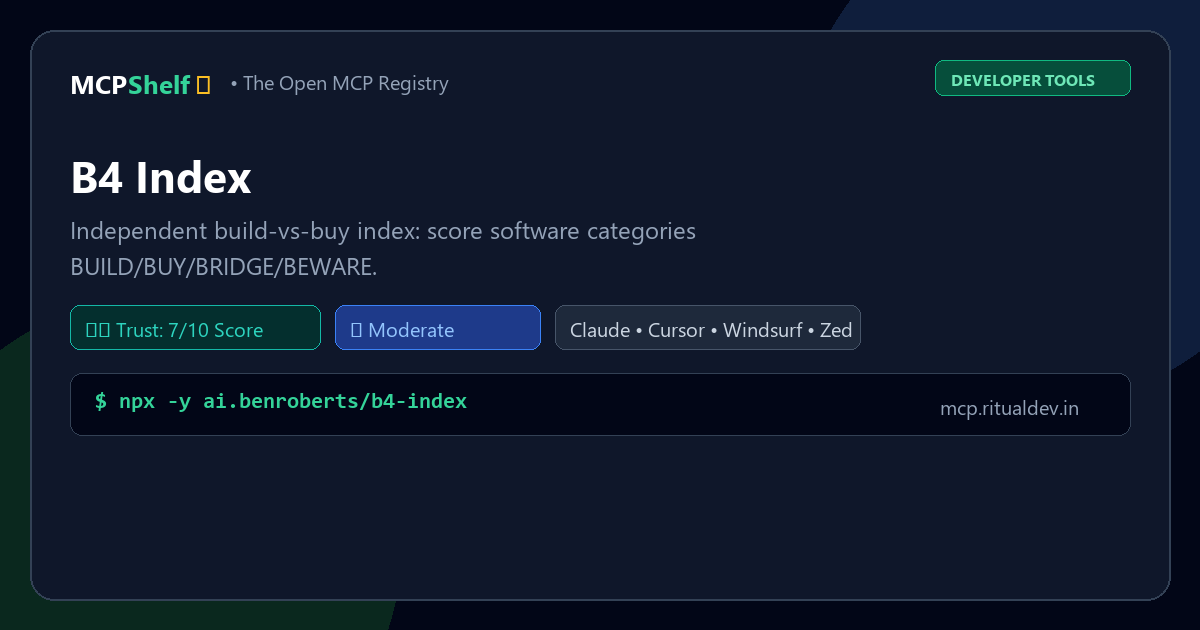 MCPShelf • The Open MCP Registry
DEVELOPER TOOLS
B4 Index
Independent build-vs-buy index: score software categories
BUILD/BUY/BRIDGE/BEWARE.
Trust: 7/10 Score
Moderate
Claude • Cursor • Windsurf • Zed
$ npx -y ai.benroberts/b4-index
mcp.ritualdev.in